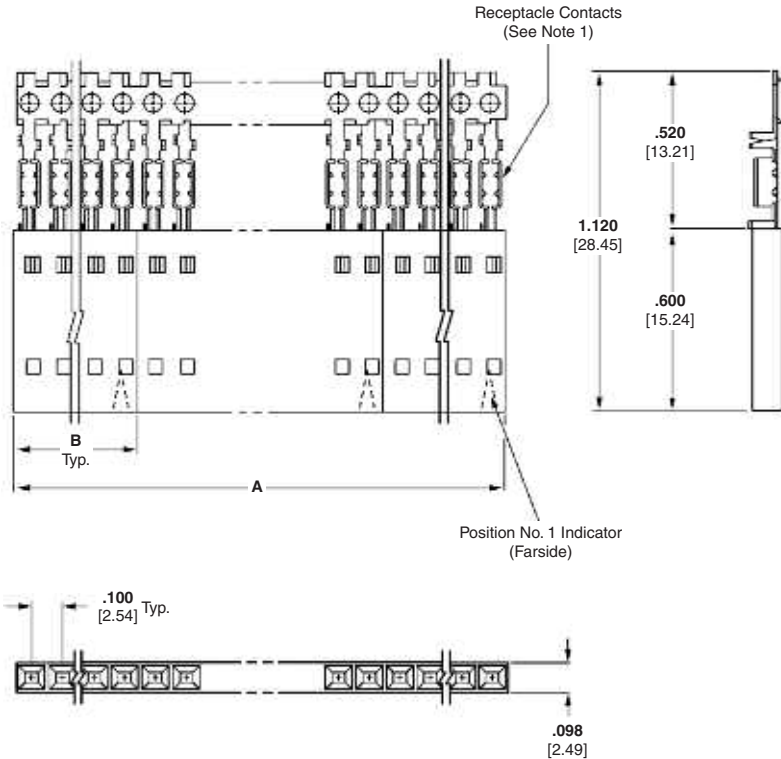 Receptacle Contacts
(See Note 1)
.520
[13.21]
1.120
[28.45]
.600
[15.24]
B
Typ.
A
Position No. 1 Indicator
(Farside)
.100
[2.54] Typ.
.098
[2.49]